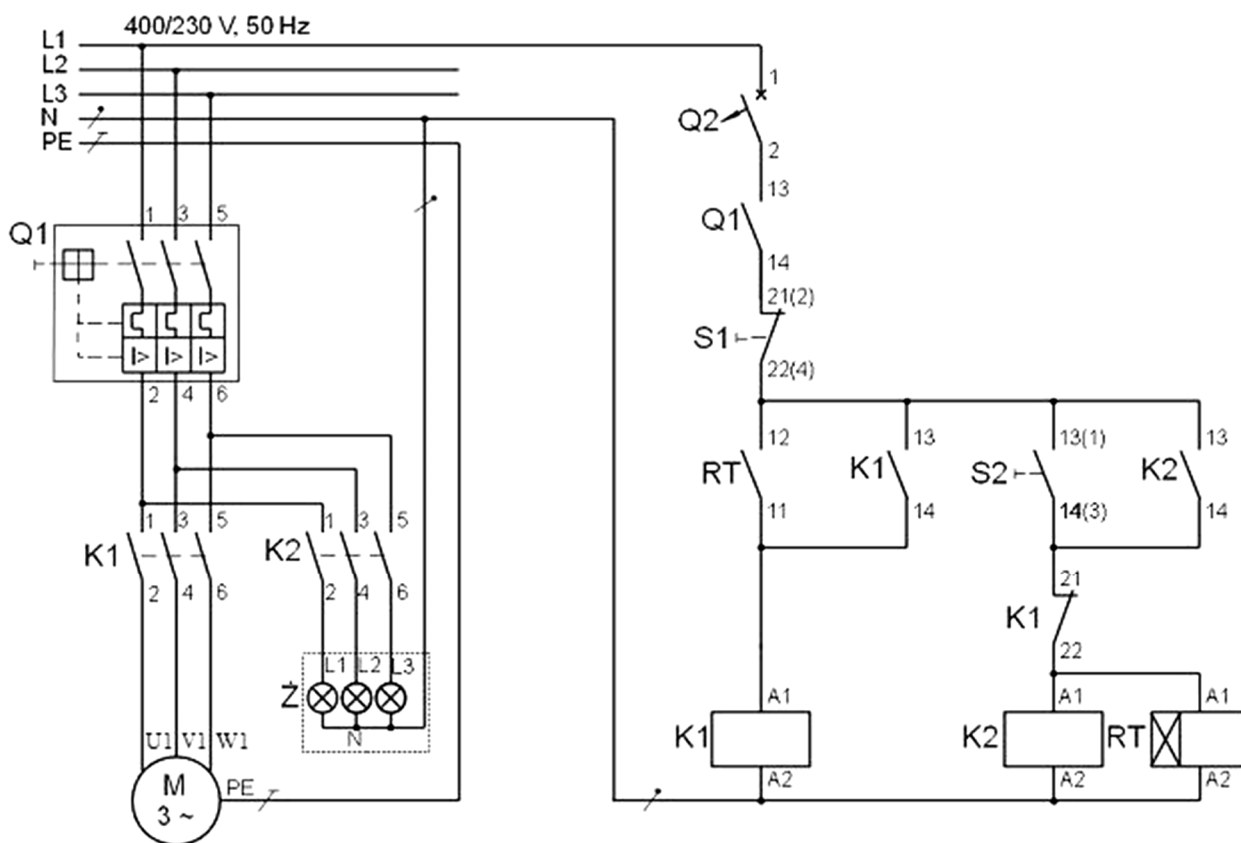 400/230 V, 50 Hz
L1
L2
L3
N
PE
Q1
1 3 5
I> I> I>
2 4 6
K1
1 3 5
2 4 6
K2
1 3 5
2 4 6
Ż
L1 L2 L3
N
U1 V1 W1
M
3 ~
PE
1
Q2
2
13
Q1
14
21(2)
S1
22(4)
12
RT
11
13
K1
14
13(1)
S2
14(3)
13
K2
14
21
K1
22
A1
K1
A2
A1
K2
A2
A1
RT
A2